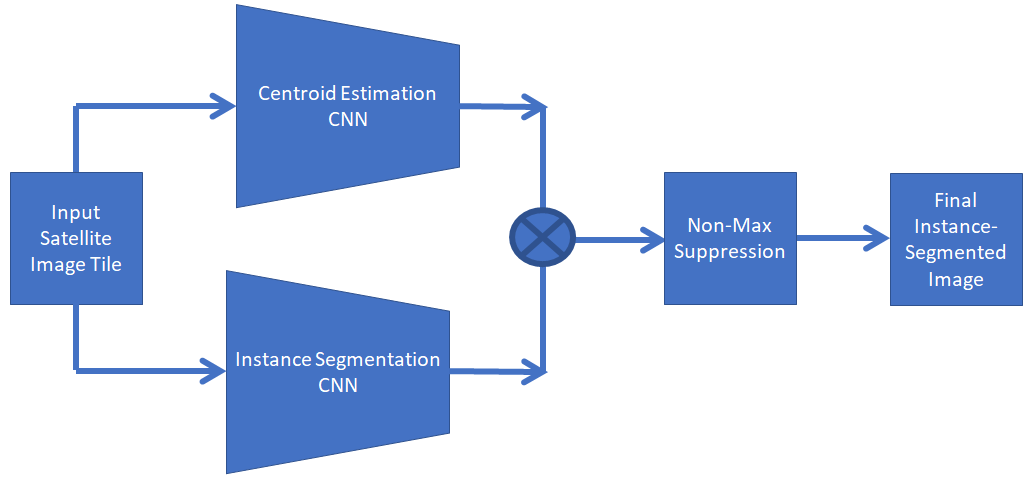 Input
Satellite
Image Tile
Centroid Estimation
CNN
Instance Segmentation
CNN
Non-Max
Suppression
Final
Instance-
Segmented
Image